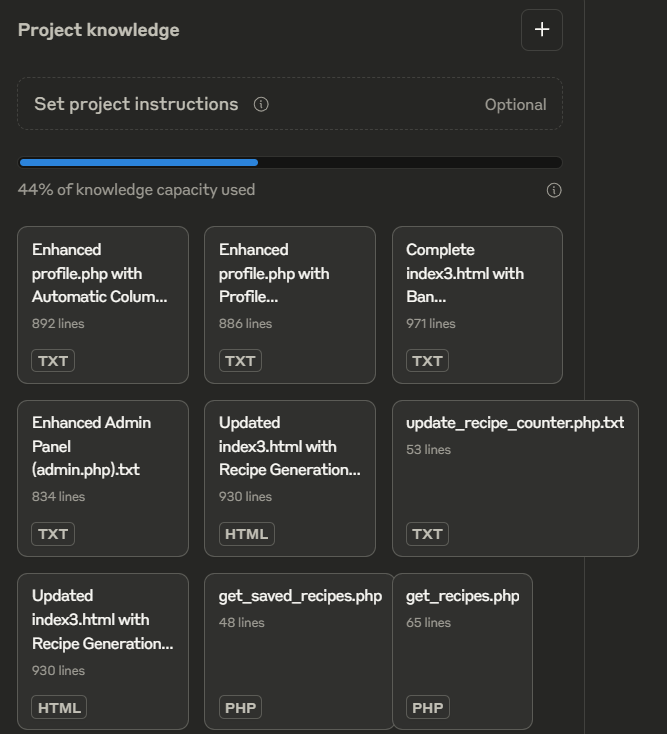 Project knowledge
Set project instructions
Optional
44% of knowledge capacity used
Enhanced
profile.php with
Automatic Colum...
892 lines
TXT
Enhanced
profile.php with
Profile...
886 lines
TXT
Complete
index3.html with
Ban...
971 lines
TXT
Enhanced Admin
Panel
(admin.php).txt
834 lines
TXT
Updated
index3.html with
Recipe Generation...
930 lines
HTML
update_recipe_counter.php.txt
53 lines
TXT
Updated
index3.html with
Recipe Generation...
930 lines
HTML
get_saved_recipes.php
48 lines
PHP
get_recipes.php
65 lines
PHP